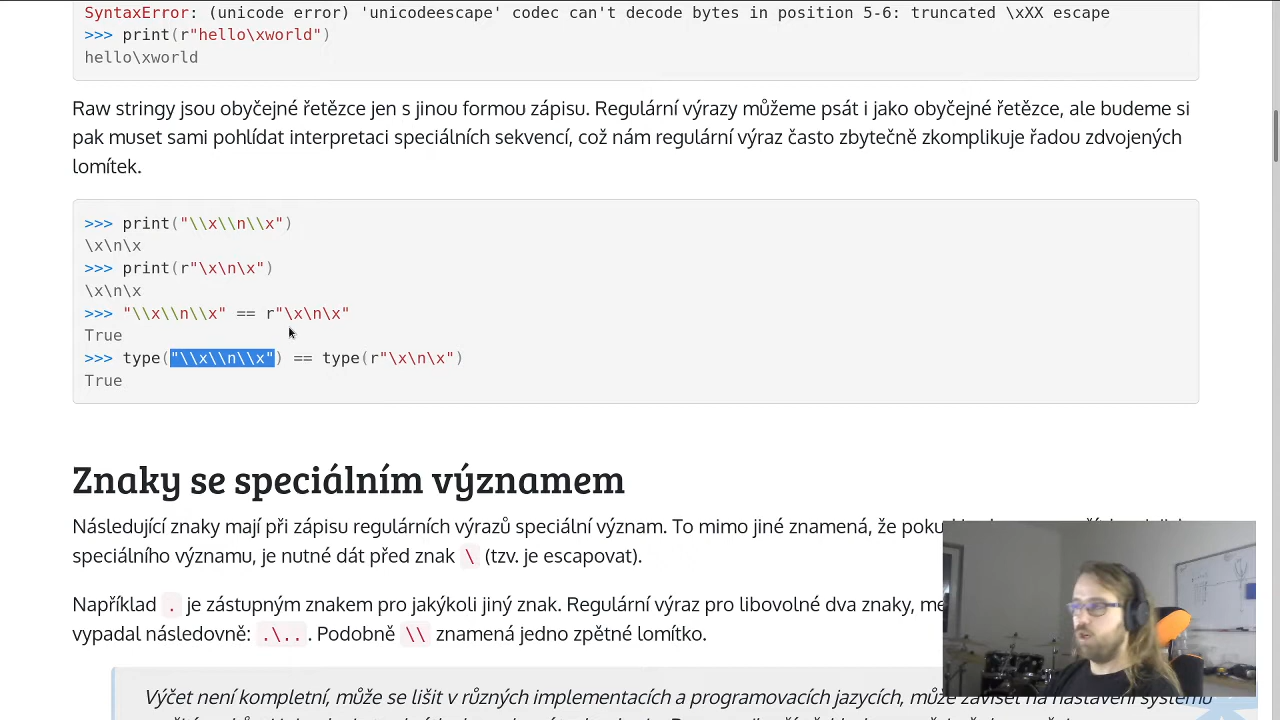 SyntaxError: (unicode error) 'unicodeescape' codec can't decode bytes in position 5-6: truncated \xXX escape
>>> print(r"hello\xworld")
hello\xworld
Raw stringy jsou obyčejné řetězce jen s jinou formou zápisu. Regulární výrazy můžeme psát i jako obyčejné řetězce, ale budeme si
pak muset sami pohlídat interpretaci speciálních sekvencí, což nám regulární výraz často zbytečně zkomplikuje řadou zdvojených
lomítek.
>>> print("\\x\\n\\x")
\x\n\x
>>> print(r"\x\n\x")
\x\n\x
>>> "\\x\\n\\x" == r"\x\n\x"
True
>>> type("\\x\\n\\x") == type(r"\x\n\x")
True
Znaky se speciálním významem
Následující znaky mají při zápisu regulárních výrazů speciální význam. To mimo jiné znamená, že
speciálního významu, je nutné dát před znak \ (tzv. je escapovat).
Například . je zástupným znakem pro jakýkoli jiný znak. Regulární výraz pro libovolné dva znaky,
vypadal následovně: .\.. . Podobně \\ znamená jedno zpětné lomítko.
Výčet není kompletní, může se lišit v různých implementacích a programovacích jazycích, může záviset na nastavení systému